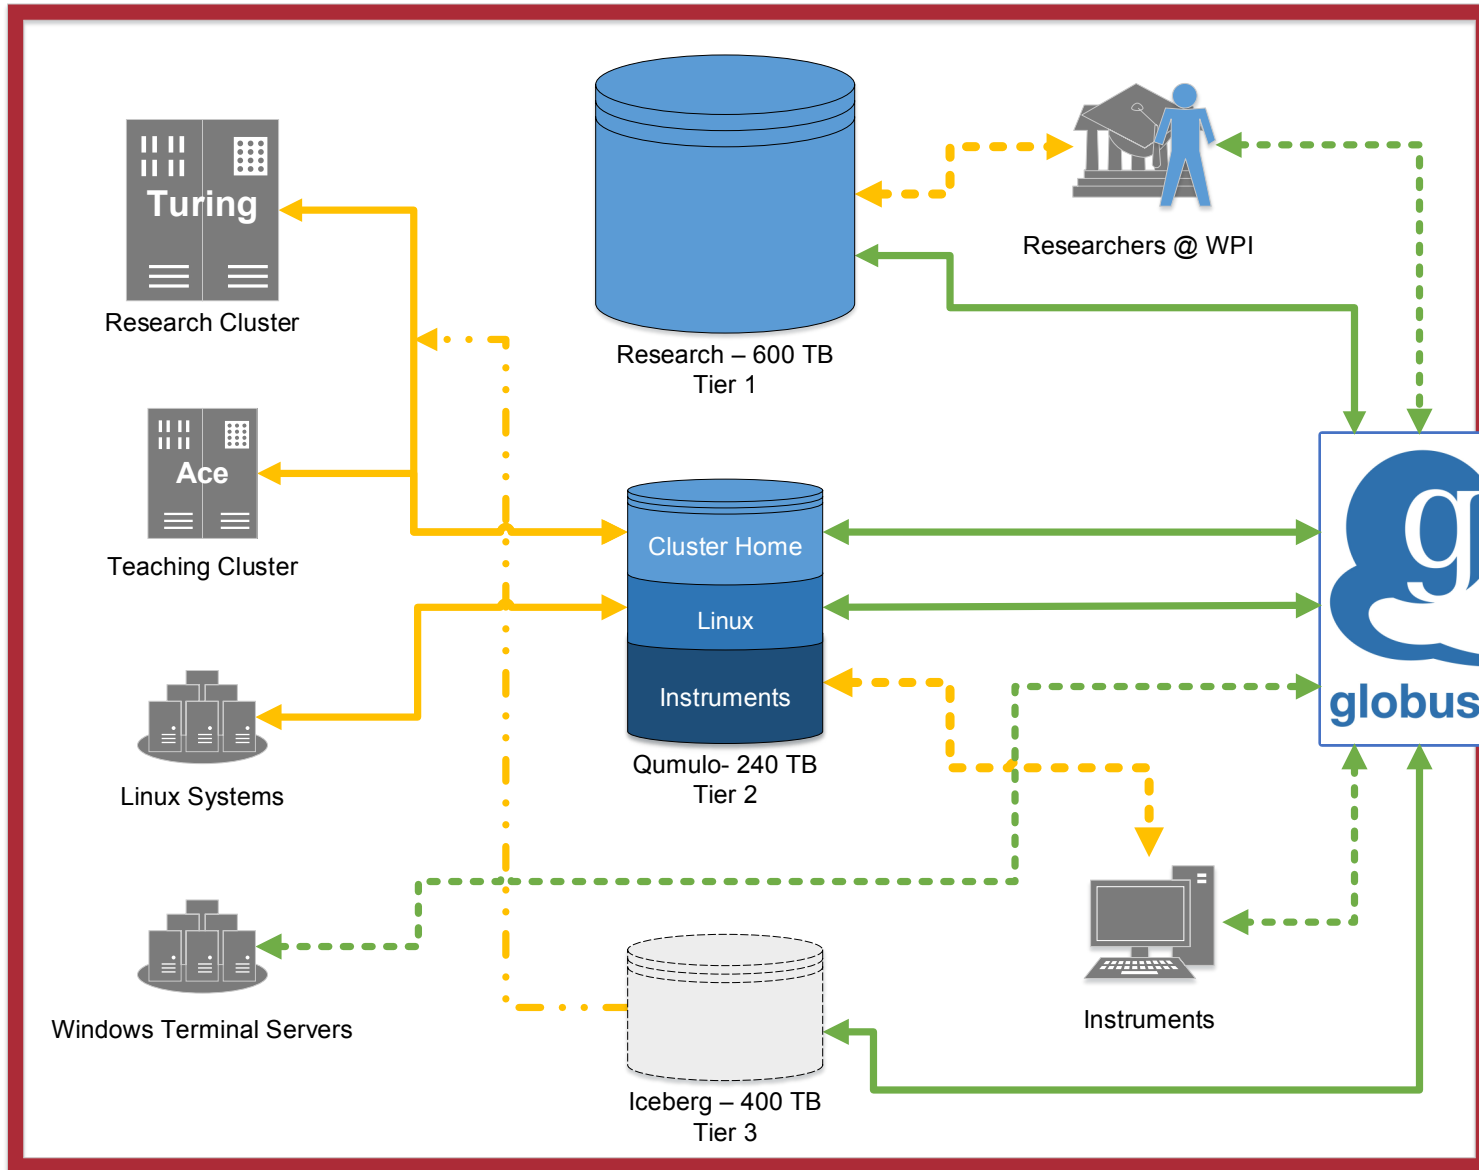 Turing
Research Cluster
Ace
Teaching Cluster
Linux Systems
Windows Terminal Servers
Research – 600 TB
Tier 1
Cluster Home
Linux
Instruments
Qumulo- 240 TB
Tier 2
Iceberg – 400 TB
Tier 3
Researchers @ WPI
Instruments
g
globus